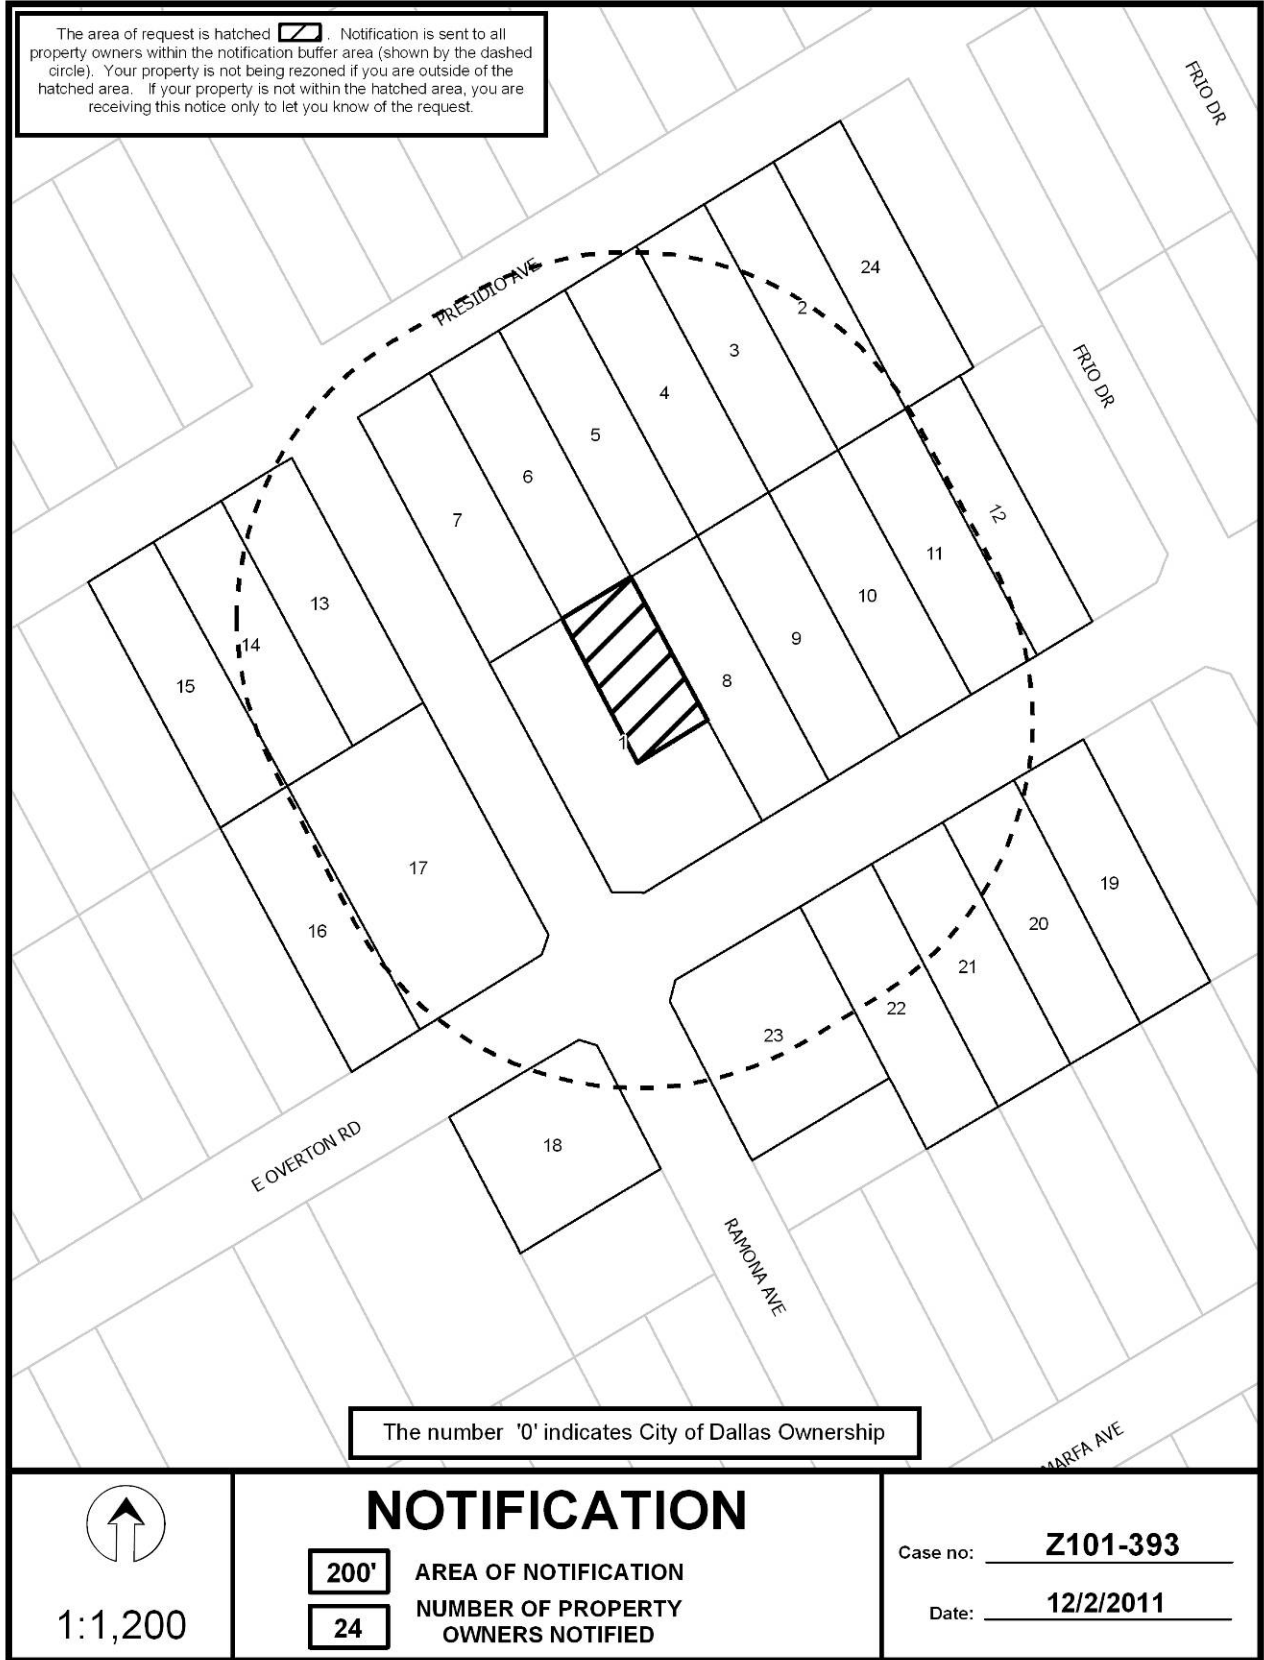 The area of request is hatched . Notification is sent to all
property owners within the notification buffer area (shown by the dashed
circle). Your property is not being rezoned if you are outside of the
hatched area. If your property is not within the hatched area, you are
receiving this notice only to let you know of the request.
FRIO DR
PRESIDIO AVE
24
2
3
FRIO DR
4
5
6
7
12
11
10
13
9
14
8
15
1
17
19
20
16
21
22
23
E OVERTON RD
18
RAMONA AVE
The number '0' indicates City of Dallas Ownership
MARFA AVE
1:1,200
NOTIFICATION
200' AREA OF NOTIFICATION
24 NUMBER OF PROPERTY
OWNERS NOTIFIED
Case no: Z101-393
Date: 12/2/2011